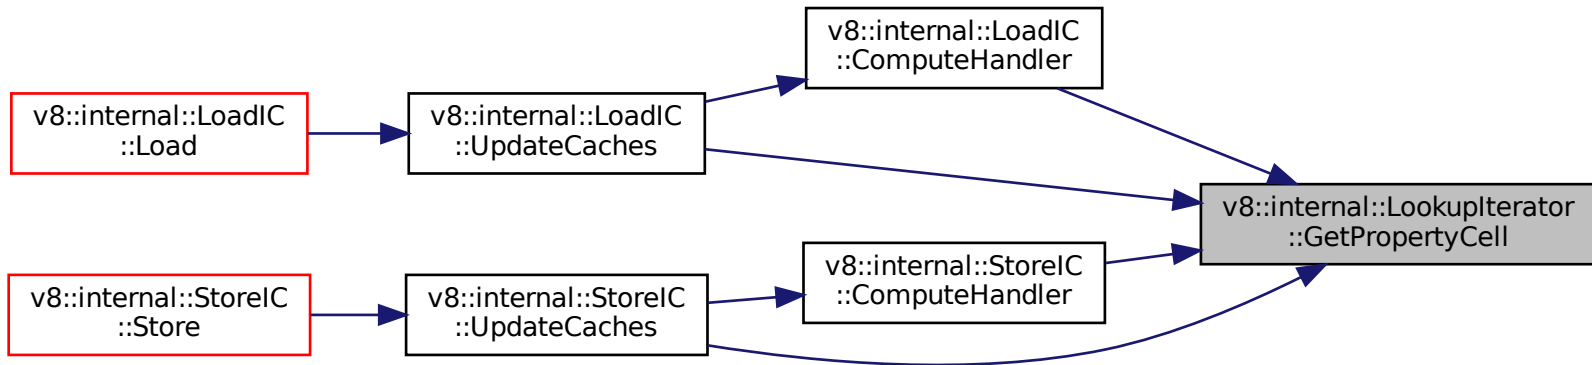 v8::internal::LoadIC
::ComputeHandler
v8::internal::LoadIC
::Load
v8::internal::LoadIC
::UpdateCaches
v8::internal::LookupIterator
::GetPropertyCell
v8::internal::StoreIC
::ComputeHandler
v8::internal::StoreIC
::Store
v8::internal::StoreIC
::UpdateCaches